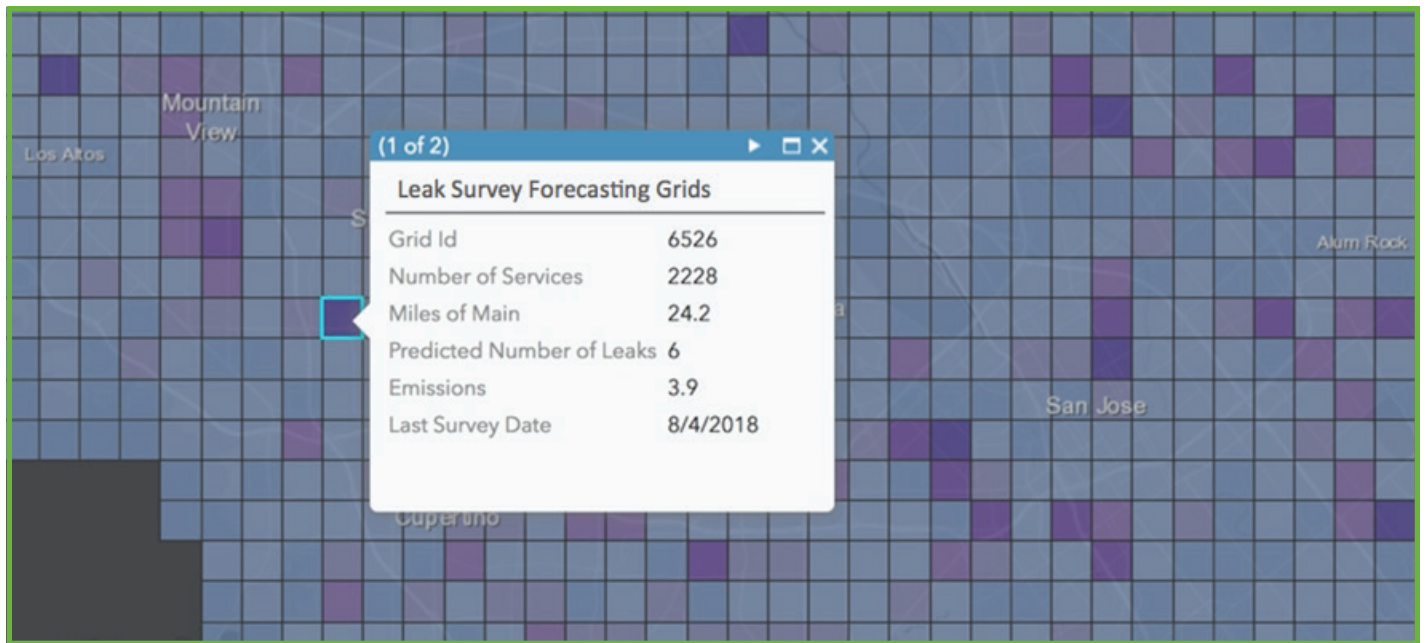 Mountain
View
Los Altos
(1 of 2)
Leak Survey Forecasting Grids
Grid Id 6526
Number of Services 2228
Miles of Main 24.2
Predicted Number of Leaks 6
Emissions 3.9
Last Survey Date 8/4/2018
Alum Rock
San Jose
Cupertino